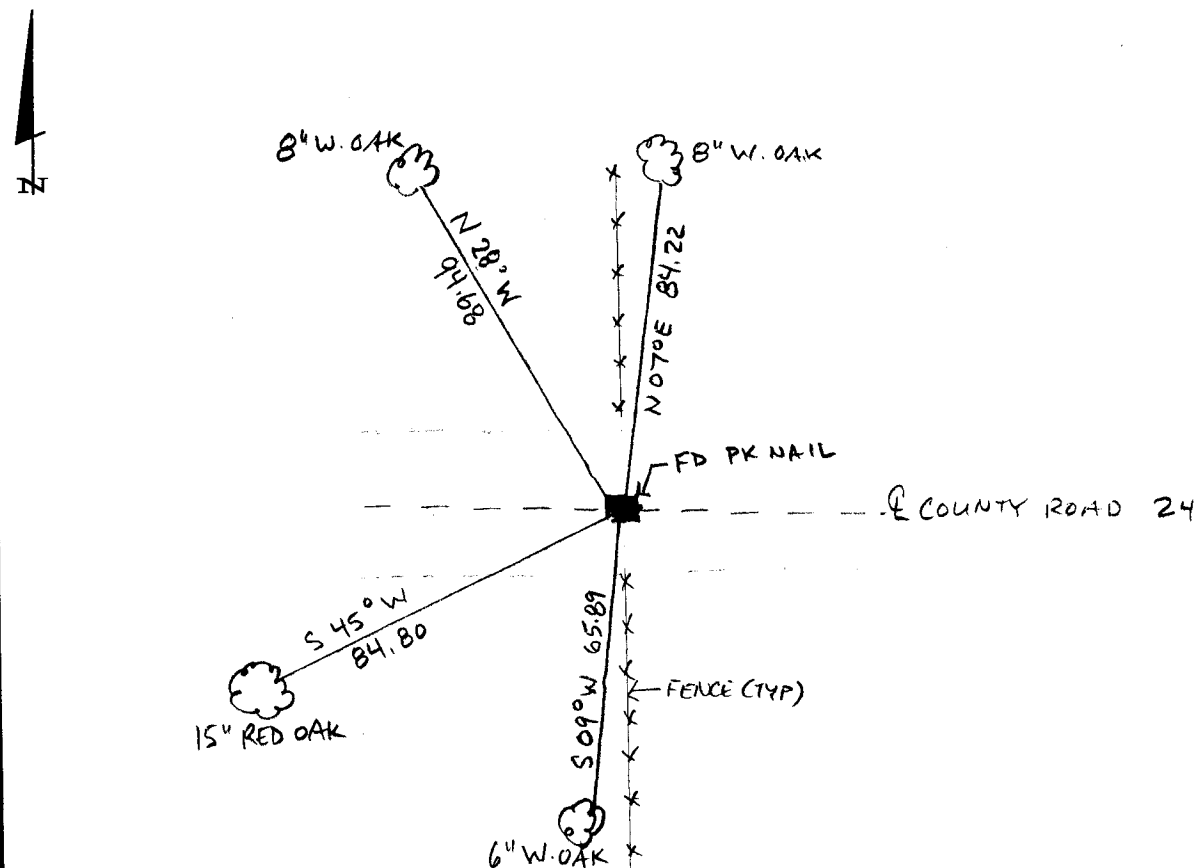 N
8" W. OAK
8" W. OAK
N 28° W
94.68
N 07° E 84.22
FD PK NAIL
℄ COUNTY ROAD 24
S 45° W
84.80
S 09° W 65.89
FENCE (TYP)
15" RED OAK
6" W. OAK